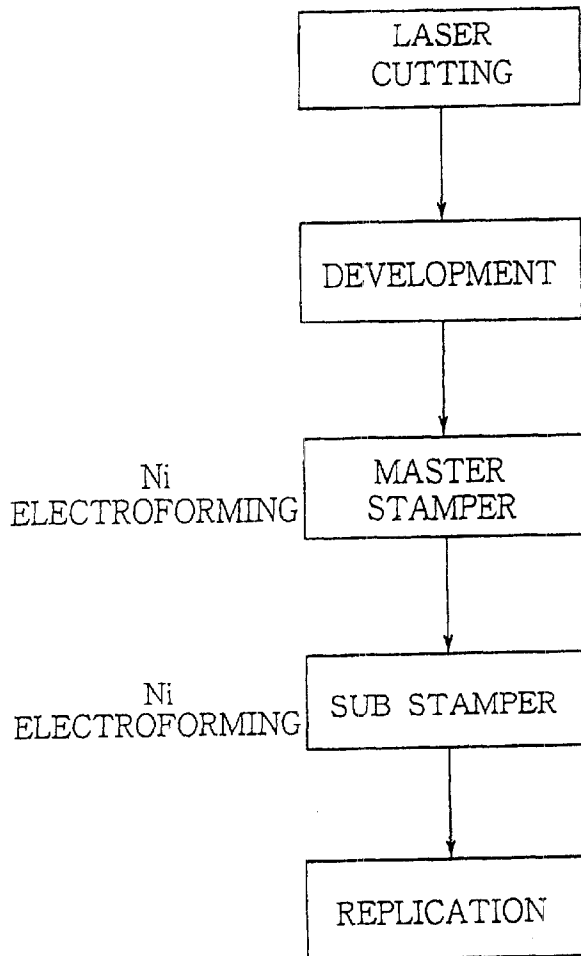 LASER
CUTTING
DEVELOPMENT
Ni
ELECTROFORMING
MASTER
STAMPER
Ni
ELECTROFORMING
SUB STAMPER
REPLICATION